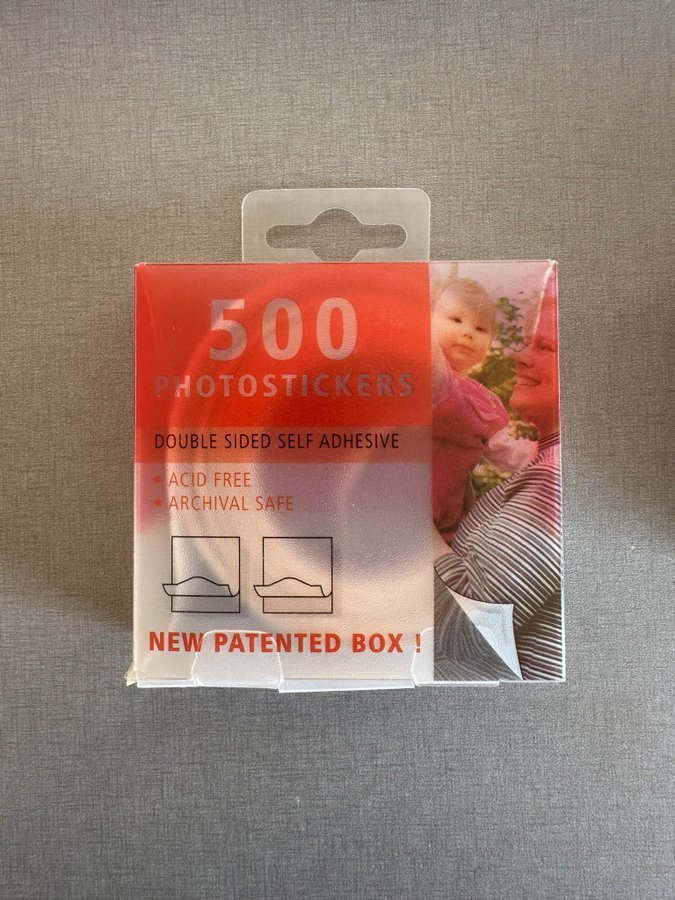 500
PHOTOSTICKERS
DOUBLE SIDED SELF ADHESIVE
• ACID FREE
• ARCHIVAL SAFE
NEW PATENTED BOX !